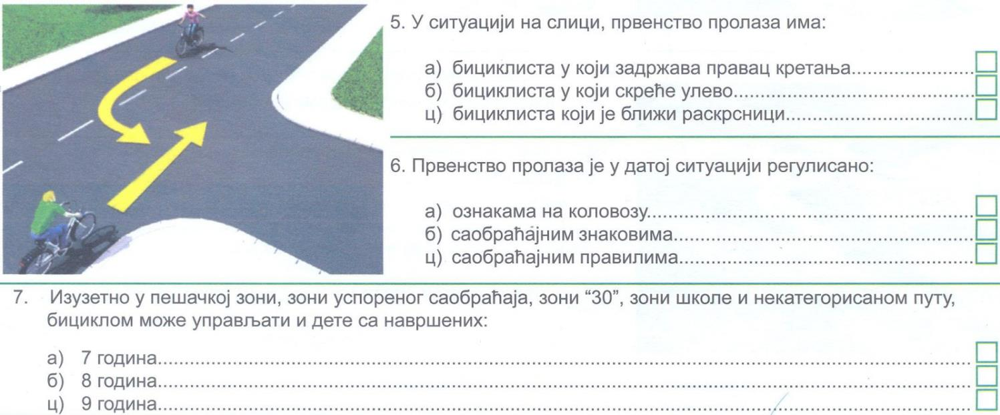 5. У ситуацији на слици, првенство пролаза има:
а) бициклиста у који задржава правац кретања
б) бициклиста у који скреће улево
ц) бициклиста који је ближи раскрсници
6. Првенство пролаза је у датој ситуацији регулисано:
а) ознакама на коловозу
б) саобраћајним знаковима
ц) саобраћајним правилима
7. Изузетно у пешачкој зони, зони успореног саобраћаја, зони “30”, зони школе и некатегорисаном путу,
бициклом може управљати и дете са навршених:
а) 7 година
б) 8 година
ц) 9 година